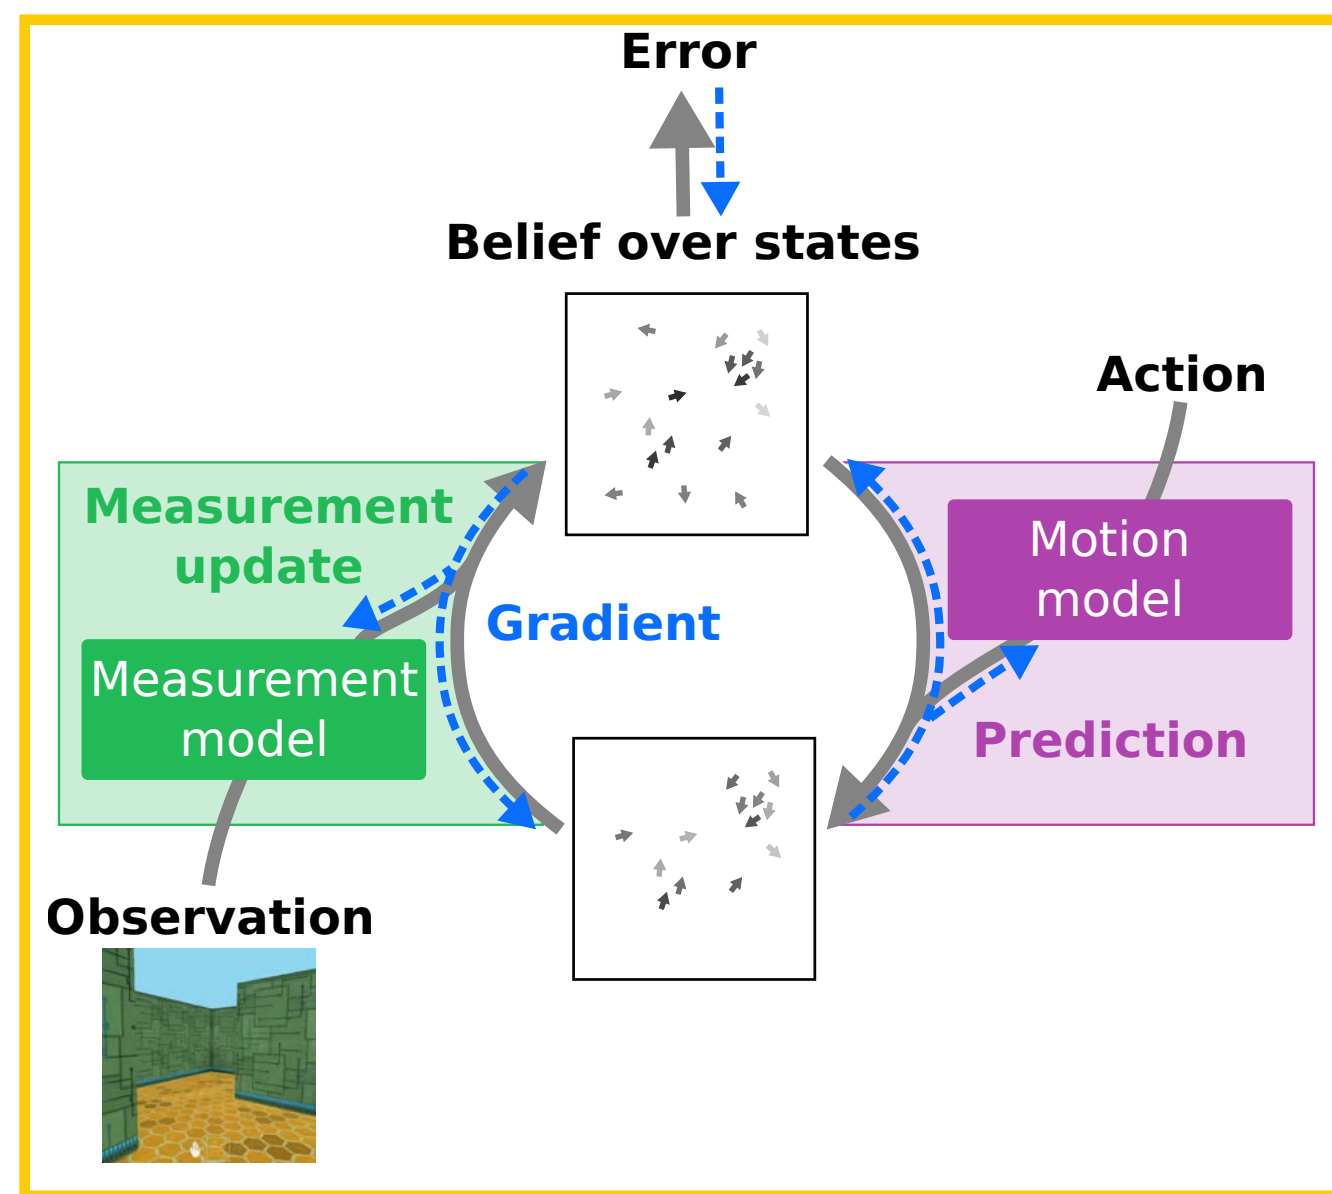 Error
Belief over states
Action
Measurement
update
Motion
model
Gradient
Measurement
model
Prediction
Observation